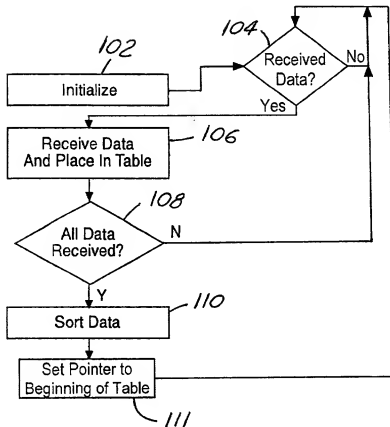 102
Initialize
104
Received
Data?
No
Yes
106
Receive Data
And Place In Table
108
All Data
Received?
N
Y
110
Sort Data
Set Pointer to
Beginning of Table
111